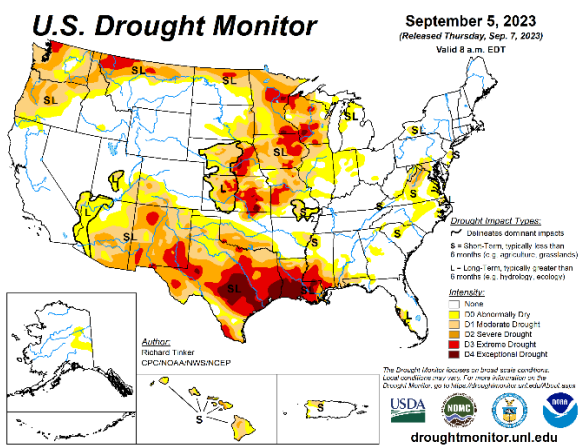 U.S. Drought Monitor
September 5, 2023
(Released Thursday, Sep. 7, 2023)
Valid 8 a.m. EDT
SL
SL
SL
SL
SL
SL
S
SL
L
L
L
S
S
S
S
S
S
SL
SL
L
L
Drought Impact Types:
Delineates dominant impacts
S = Short-Term, typically less than
6 months (e.g. agriculture, grasslands)
L = Long-Term, typically greater than
6 months (e.g. hydrology, ecology)
Intensity:
None
D0 Abnormally Dry
D1 Moderate Drought
D2 Severe Drought
D3 Extreme Drought
D4 Exceptional Drought
Author:
Richard Tinker
CPC/NOAA/NWS/NCEP
S
S
The Drought Monitor focuses on broad-scale conditions.
Local conditions may vary. For more information on the
Drought Monitor, go to https://droughtmonitor.unl.edu/About.aspx
USDA
NDMC
NOAA
droughtmonitor.unl.edu